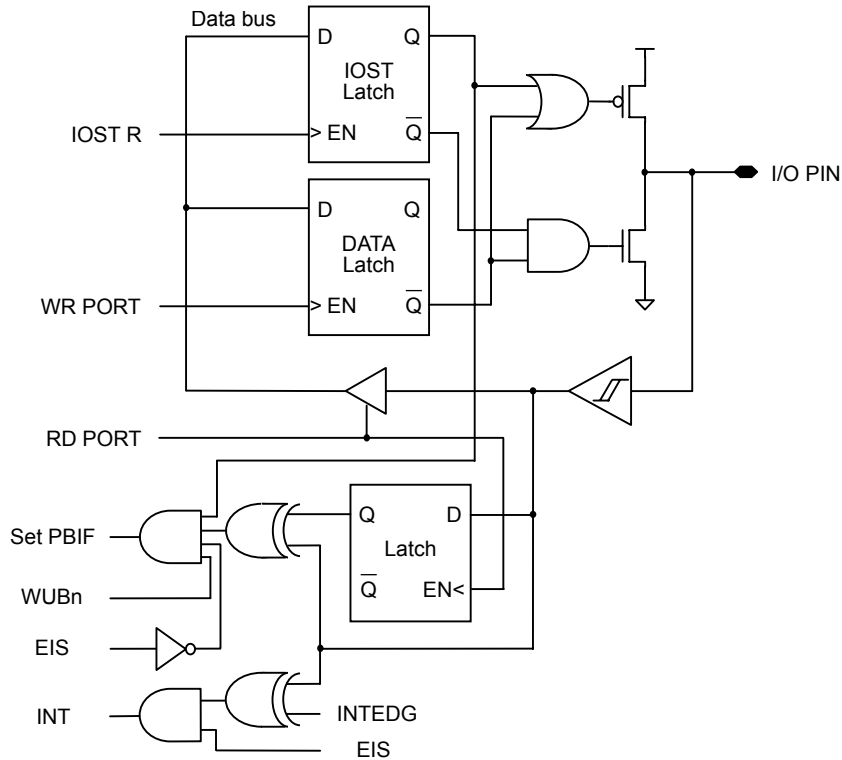 Data bus
D Q
IOST
Latch
IOST R
> EN Q
I/O PIN
D Q
DATA
Latch
WR PORT
> EN Q
RD PORT
Q D
Set PBIF
Latch
Q EN<
WUBn
EIS
INT
INTEDG
EIS